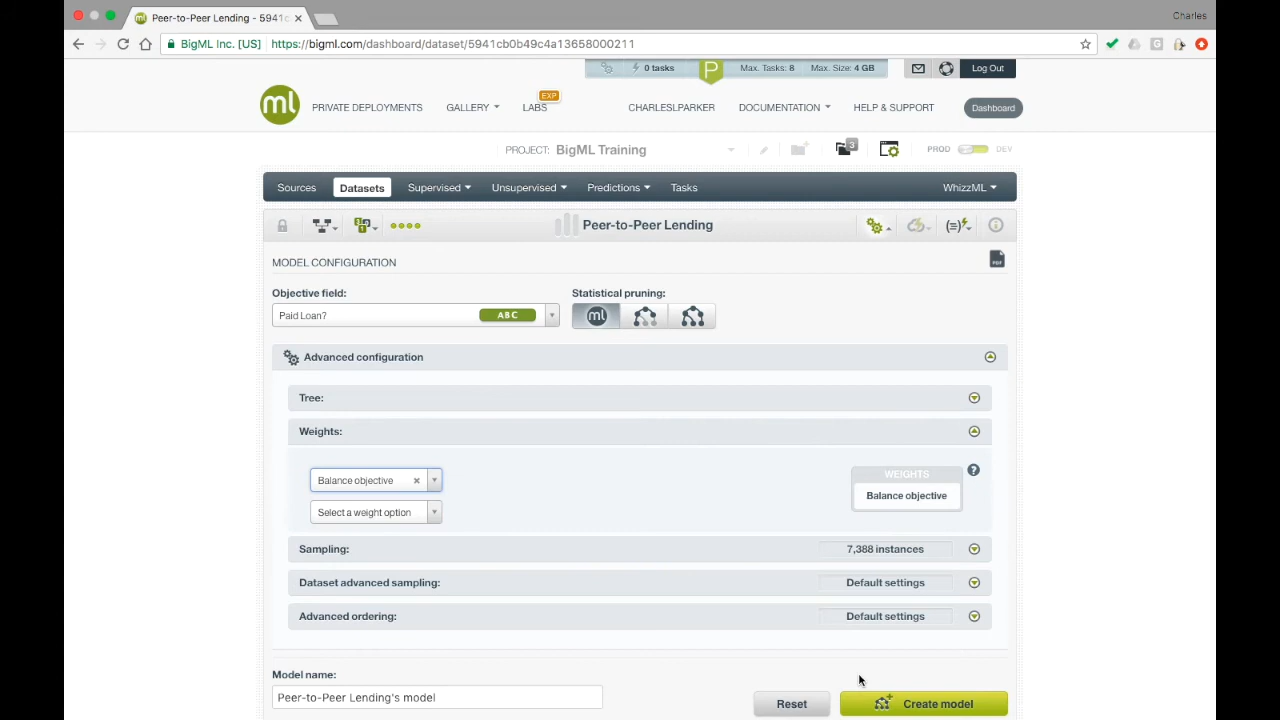 Peer-to-Peer Lending - 5941c
Charles
BigML Inc. [US]
https://bigml.com/dashboard/dataset/5941cb0b49c4a13658000211
0 tasks
P
Max. Tasks: 8
Max. Size: 4 GB
Log Out
ml
PRIVATE DEPLOYMENTS
GALLERY
LABS
EXP
CHARLESLPARKER
DOCUMENTATION
HELP & SUPPORT
Dashboard
PROJECT: BigML Training
3
PROD
DEV
Sources
Datasets
Supervised
Unsupervised
Predictions
Tasks
WhizzML
Peer-to-Peer Lending
MODEL CONFIGURATION
PDF
Objective field:
Statistical pruning:
Paid Loan?
ABC
ml
Advanced configuration
Tree:
Weights:
Balance objective
WEIGHTS
?
Balance objective
Select a weight option
Sampling:
7,388 instances
Dataset advanced sampling:
Default settings
Advanced ordering:
Default settings
Model name:
Peer-to-Peer Lending's model
Reset
Create model